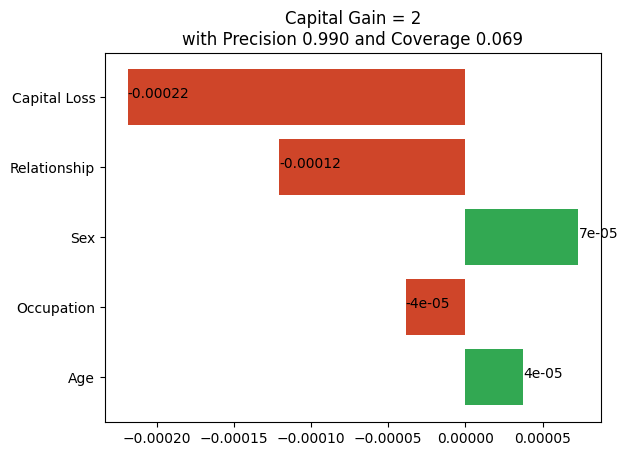 Capital Gain = 2
with Precision 0.990 and Coverage 0.069
Capital Loss
-0.00022
Relationship
-0.00012
Sex
7e-05
Occupation
-4e-05
Age
4e-05
−0.00020 −0.00015 −0.00010 −0.00005 0.00000 0.00005